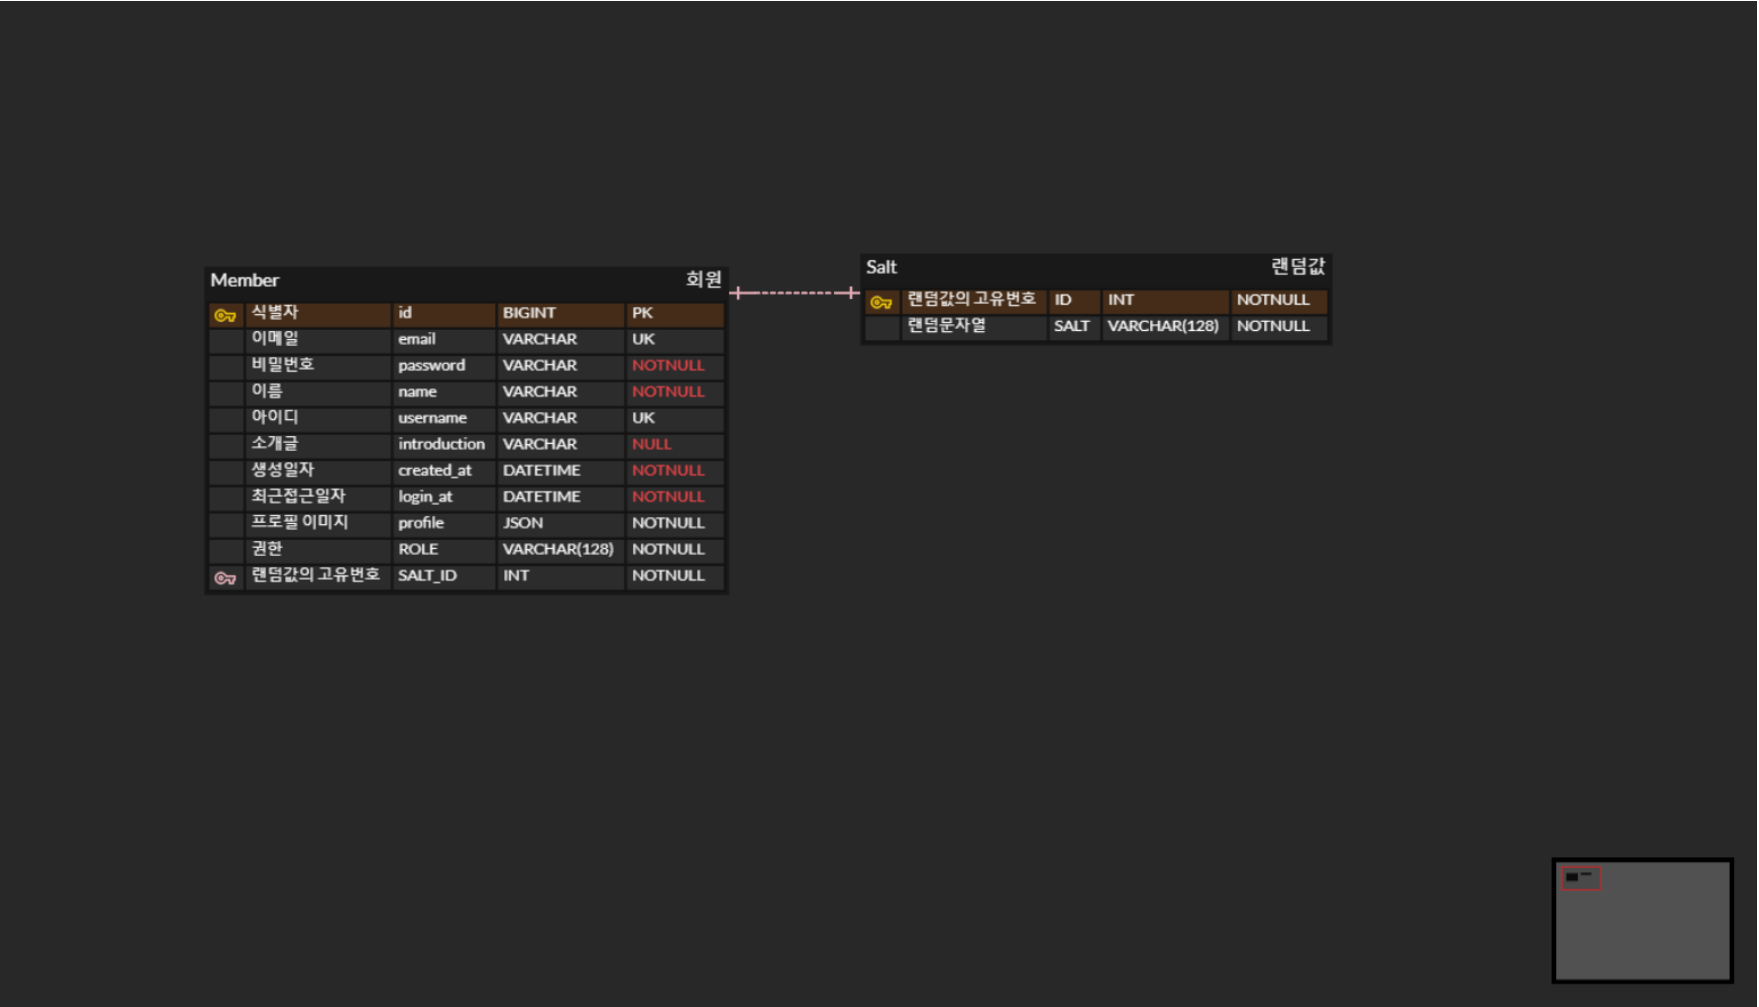 Member 회원
식별자 id BIGINT PK
이메일 email VARCHAR UK
비밀번호 password VARCHAR NOTNULL
이름 name VARCHAR NOTNULL
아이디 username VARCHAR UK
소개글 introduction VARCHAR NULL
생성일자 created_at DATETIME NOTNULL
최근접근일자 login_at DATETIME NOTNULL
프로필 이미지 profile JSON NOTNULL
권한 ROLE VARCHAR(128) NOTNULL
랜덤값의 고유번호 SALT_ID INT NOTNULL
Salt 랜덤값
랜덤값의 고유번호 ID INT NOTNULL
랜덤문자열 SALT VARCHAR(128) NOTNULL